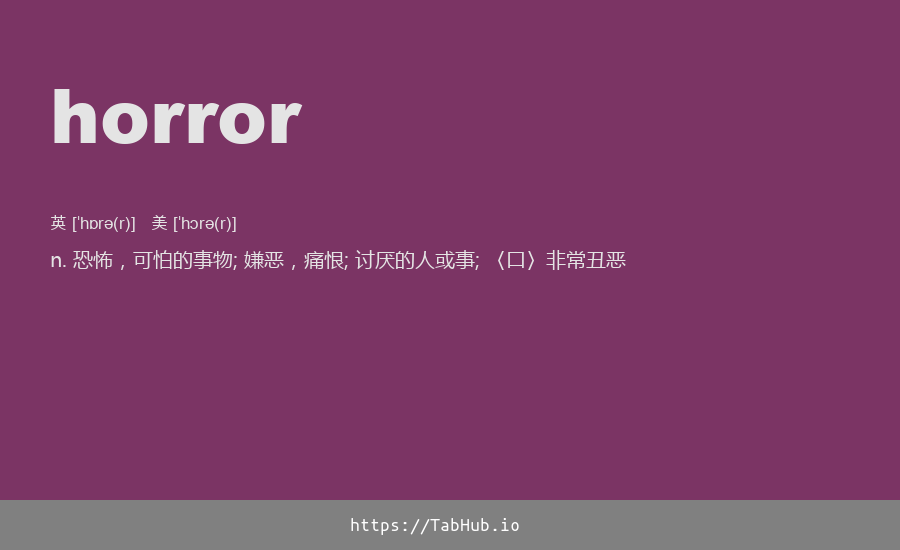 horror
英 [ˈhɒrə(r)] 美 [ˈhɔrə(r)]
n. 恐怖，可怕的事物; 嫌恶，痛恨; 讨厌的人或事; 〈口〉非常丑恶
https://TabHub.io